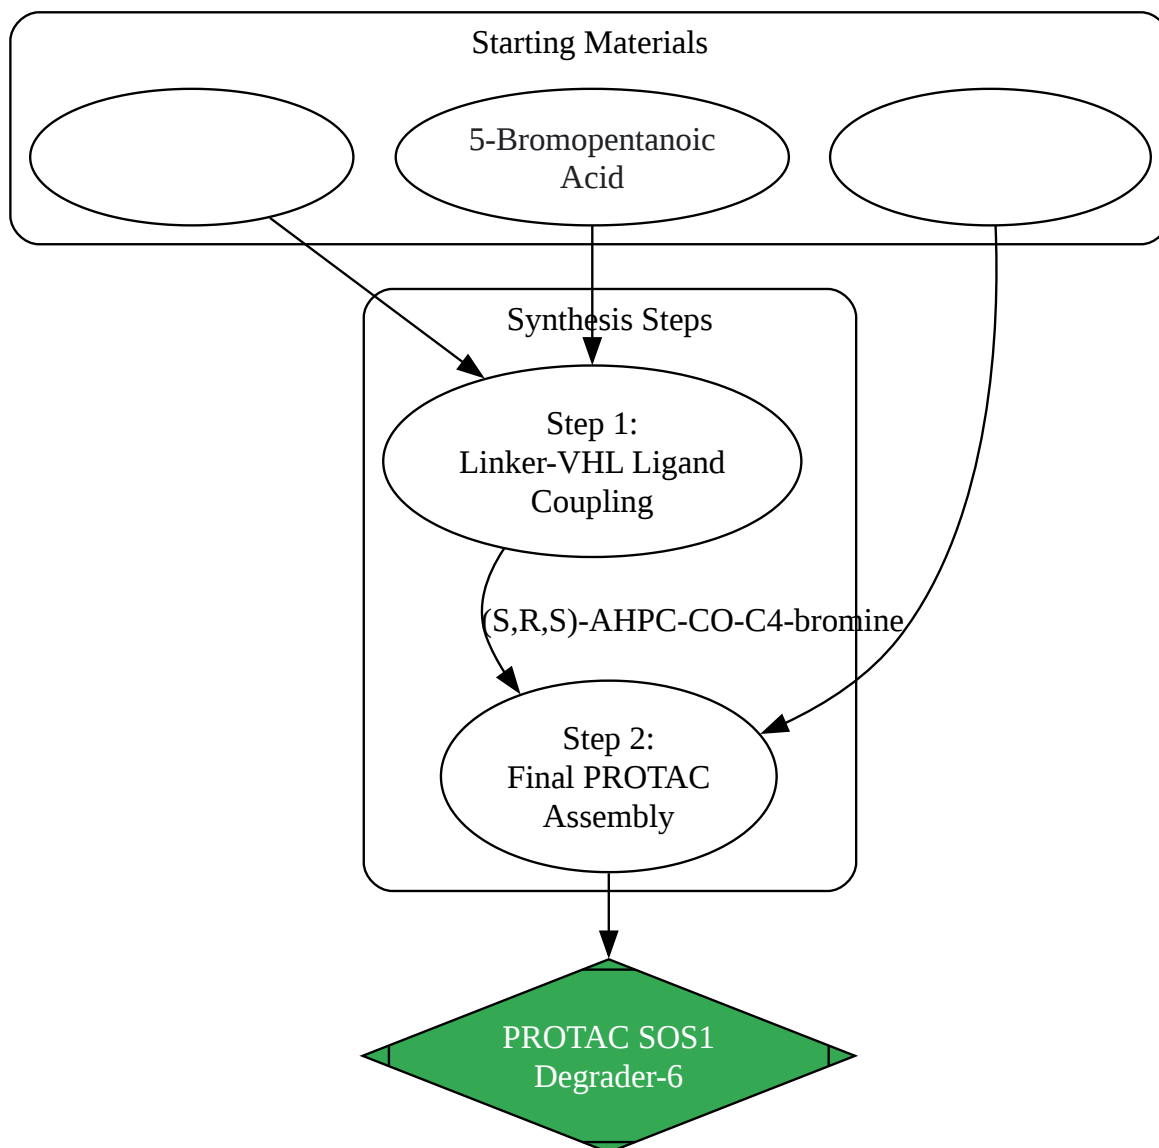 Starting Materials
5-Bromopentanoic
Acid
Synthesis Steps
Step 1:
Linker-VHL Ligand
Coupling
(S,R,S)-AHPC-CO-C4-bromine
Step 2:
Final PROTAC
Assembly
PROTAC SOS1
Degrader-6